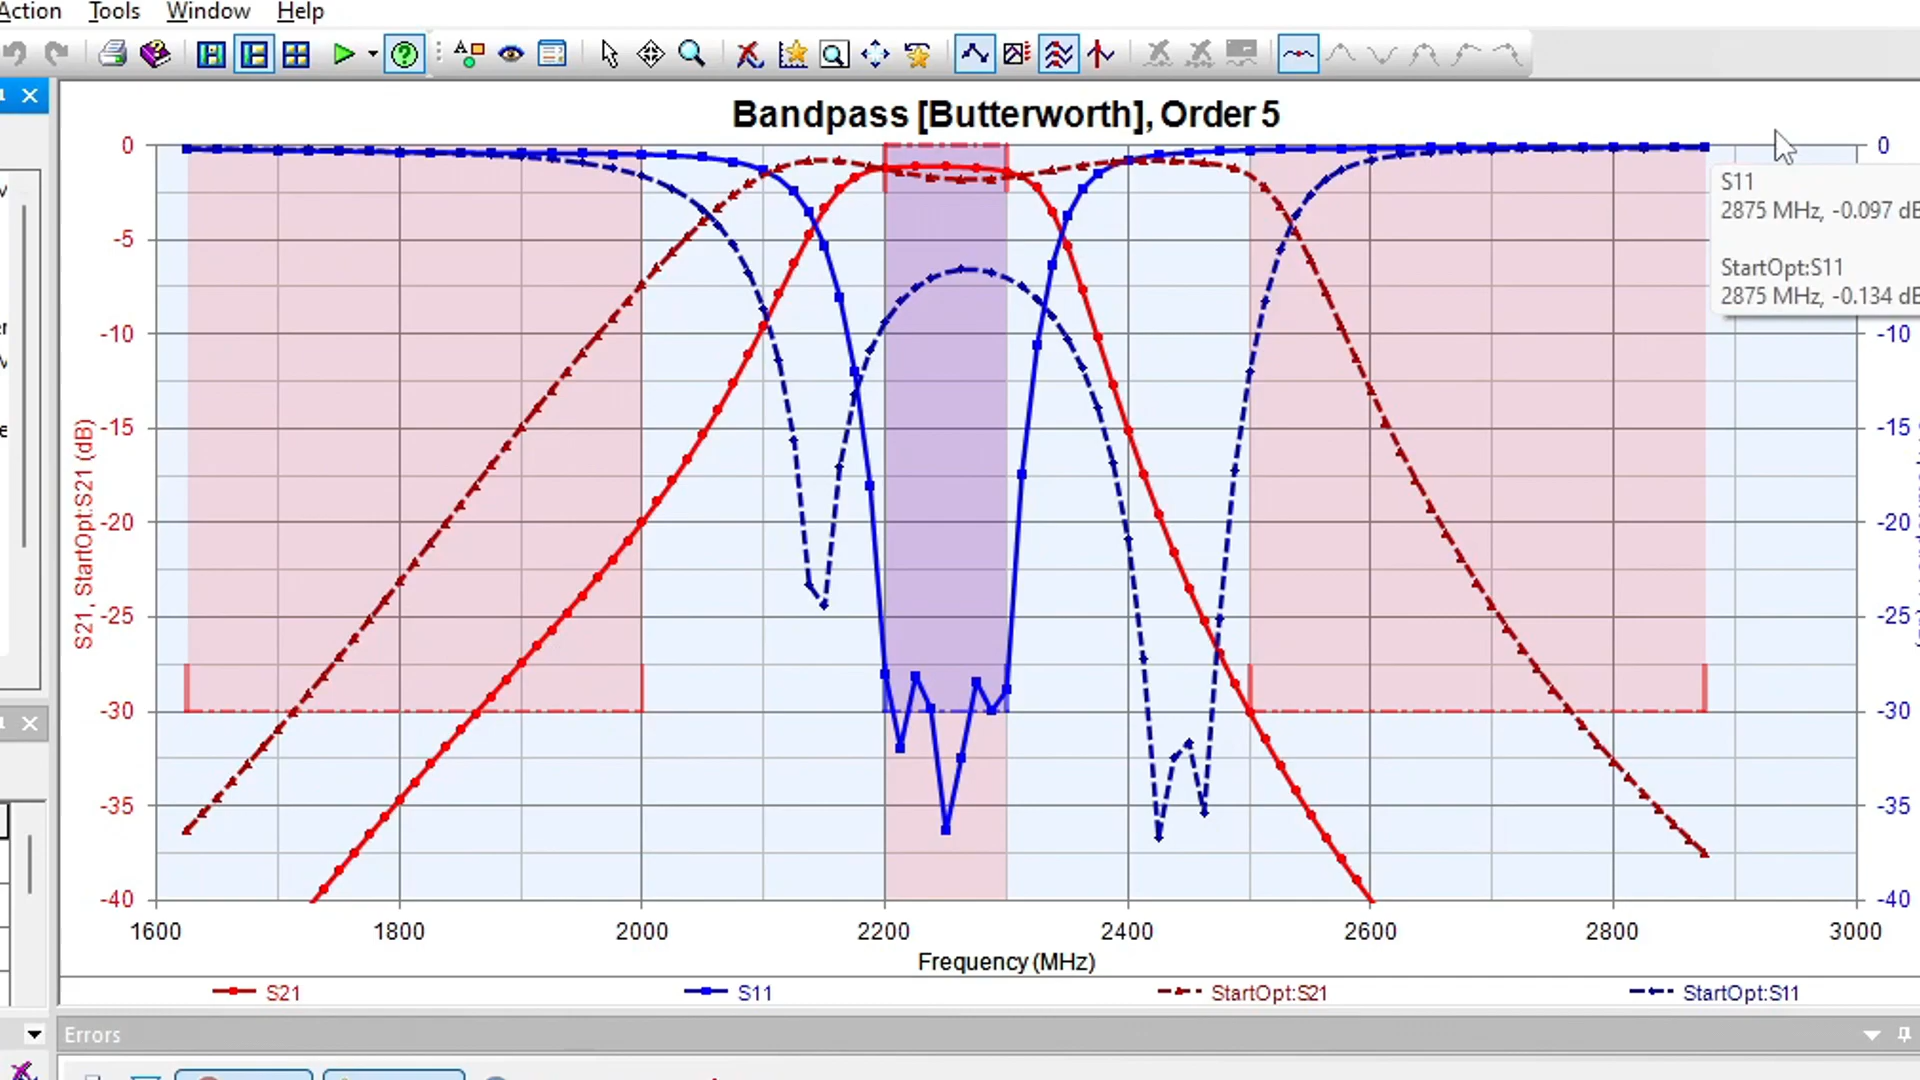 Action Tools Window Help
Bandpass [Butterworth], Order 5
0
-5
-10
-15
-20
-25
-30
-35
-40
S21, StartOpt:S21 (dB)
0
-10
-15
-20
-25
-30
-35
-40
S11
2875 MHz, -0.097 dB
StartOpt:S11
2875 MHz, -0.134 dB
1600 1800 2000 2200 2400 2600 2800 3000
Frequency (MHz)
S21 S11 StartOpt:S21 StartOpt:S11
Errors